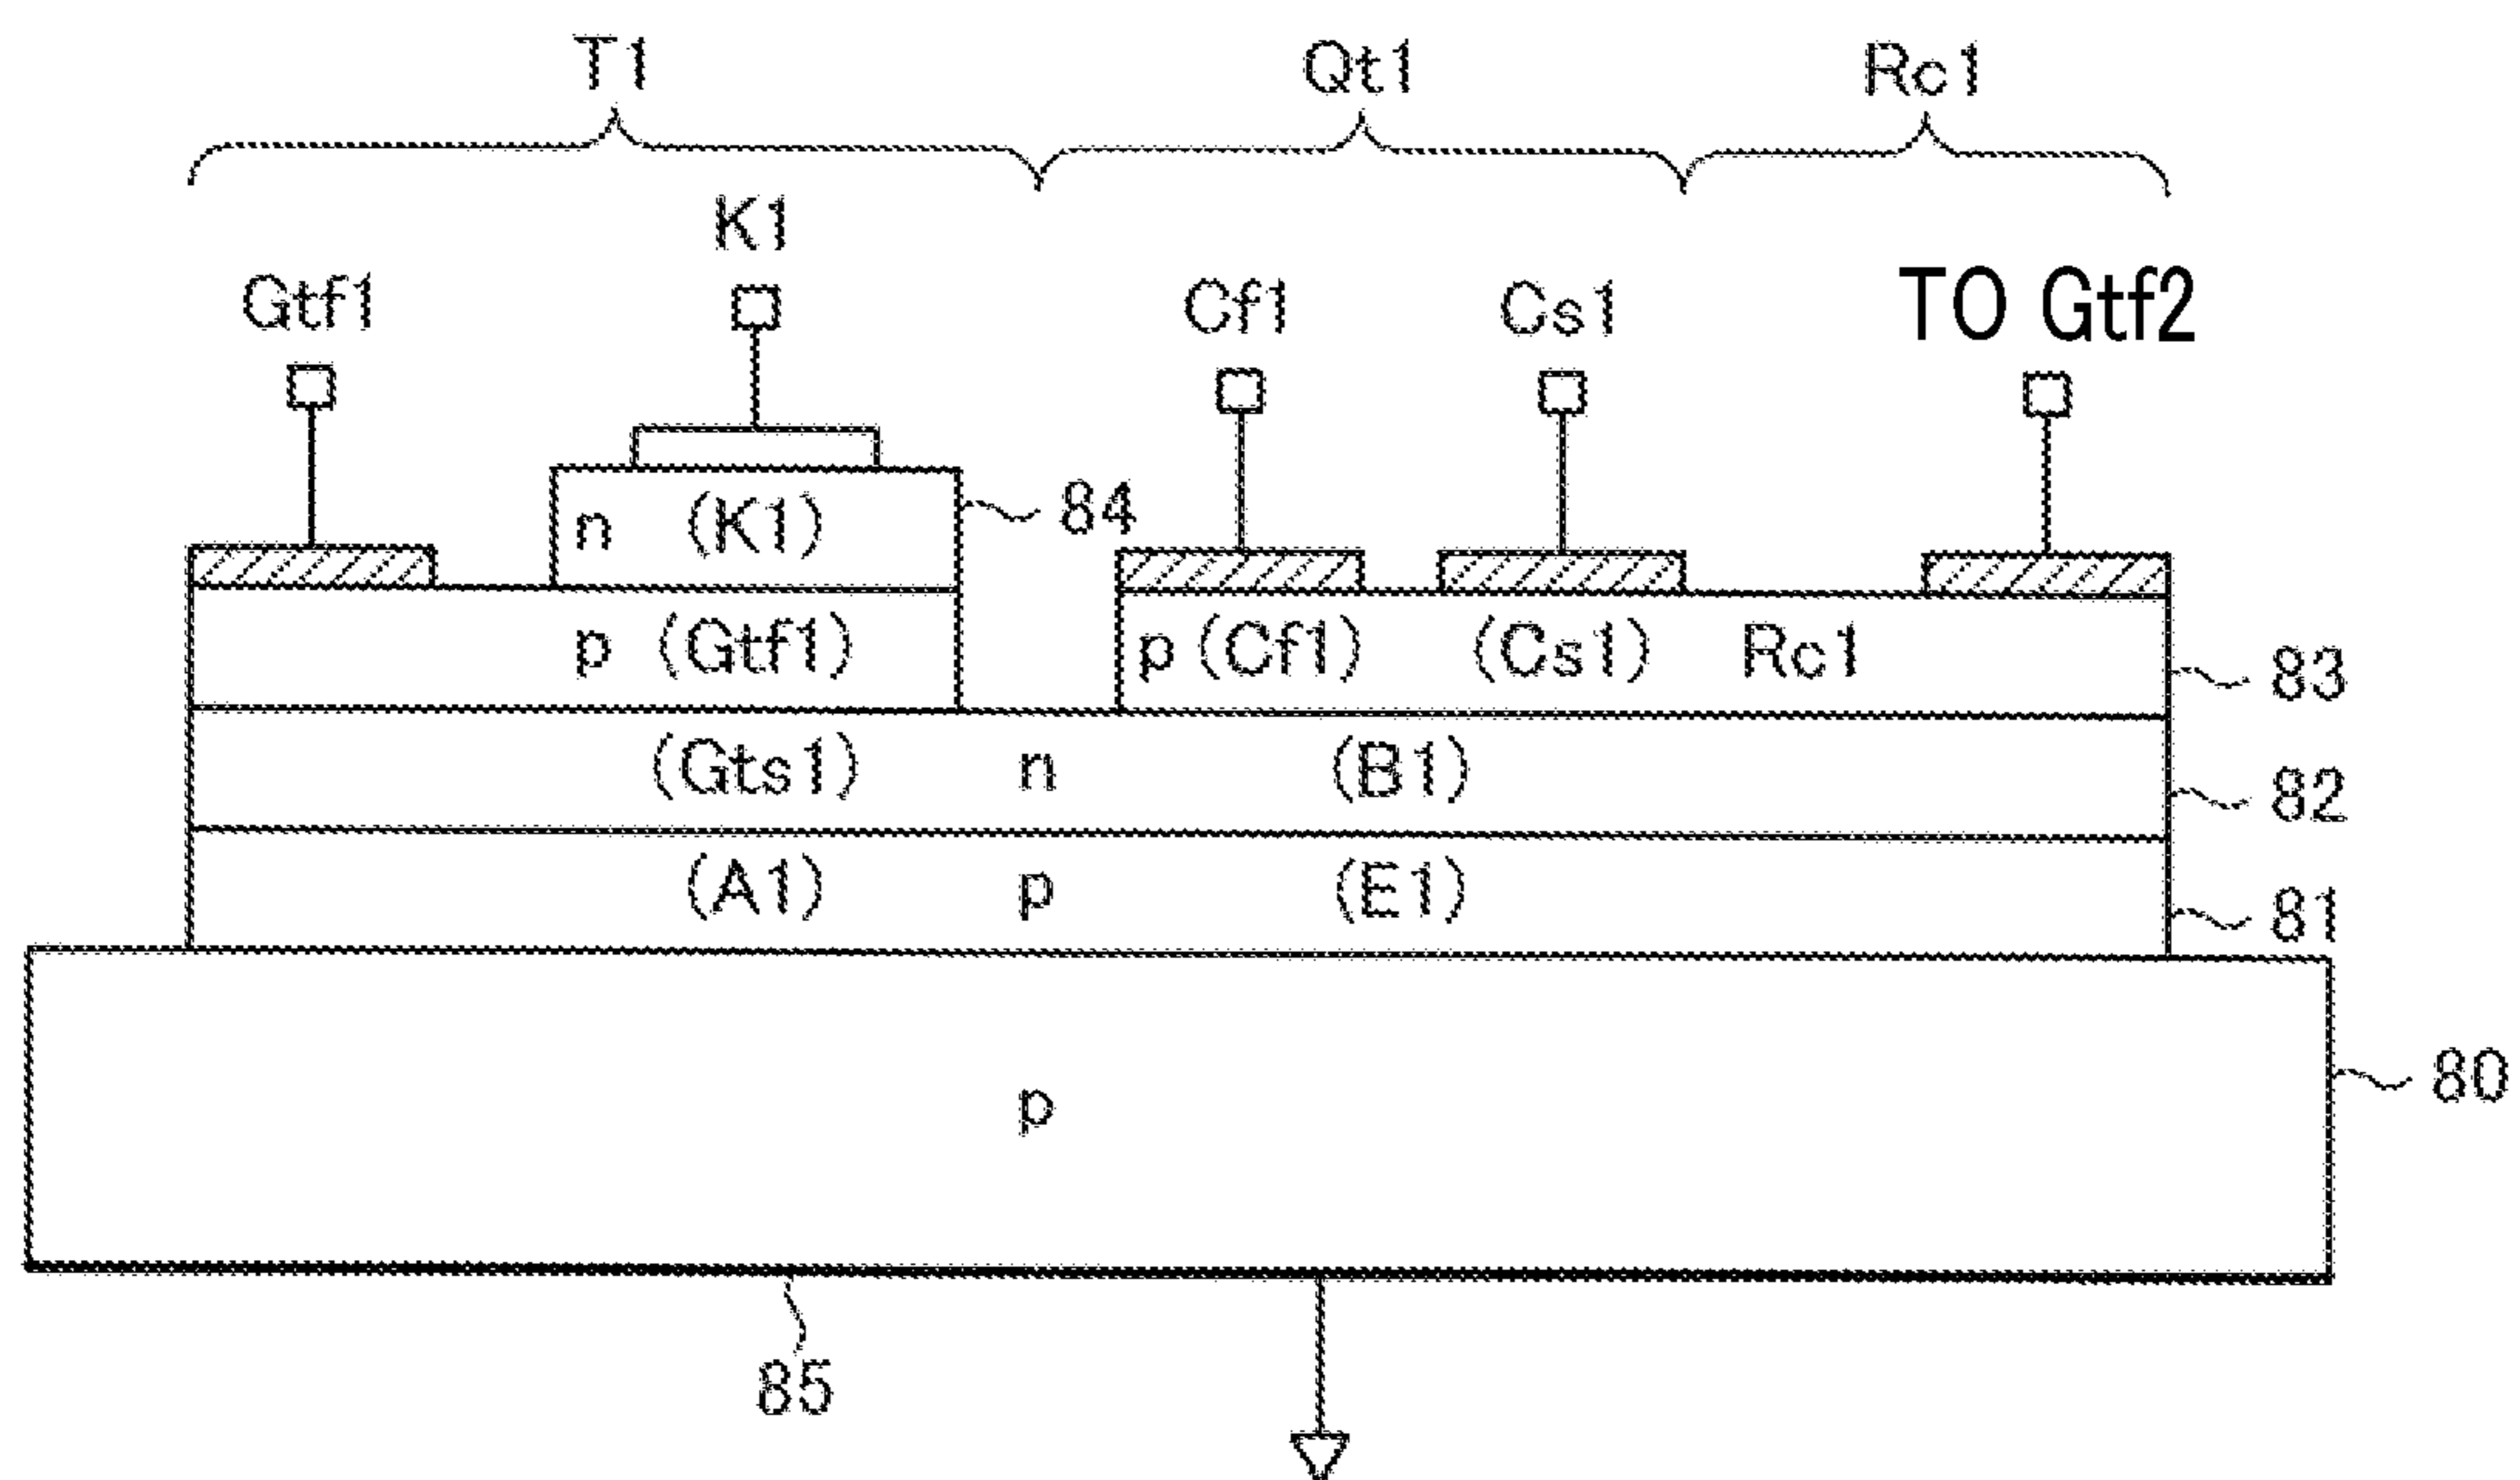 T1 Qt1 Rc1
K1
Gtf1 Cf1 Cs1 TO Gtf2
n (K1) 84
p (Gtf1) p (Cf1) (Cs1) Rc1 83
(Gts1) n (B1) 82
(A1) p (E1) 81
p 80
85